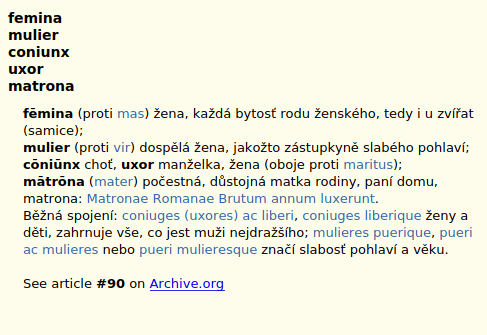 femina
mulier
coniunx
uxor
matrona
fēmina (proti mas) žena, každá bytosť rodu ženského, tedy i u zvířat
(samice);
mulier (proti vir) dospělá žena, jakožto zástupkyně slabého pohlaví;
cōniūnx choť, uxor manželka, žena (oboje proti maritus);
mātrōna (mater) počestná, důstojná matka rodiny, paní domu,
matrona: Matronae Romanae Brutum annum luxerunt.
Běžná spojení: coniuges (uxores) ac liberi, coniuges liberique ženy a
děti, zahrnuje vše, co jest muži nejdražšího; mulieres puerique, pueri
ac mulieres nebo pueri mulieresque značí slabosť pohlaví a věku.
See article #90 on Archive.org